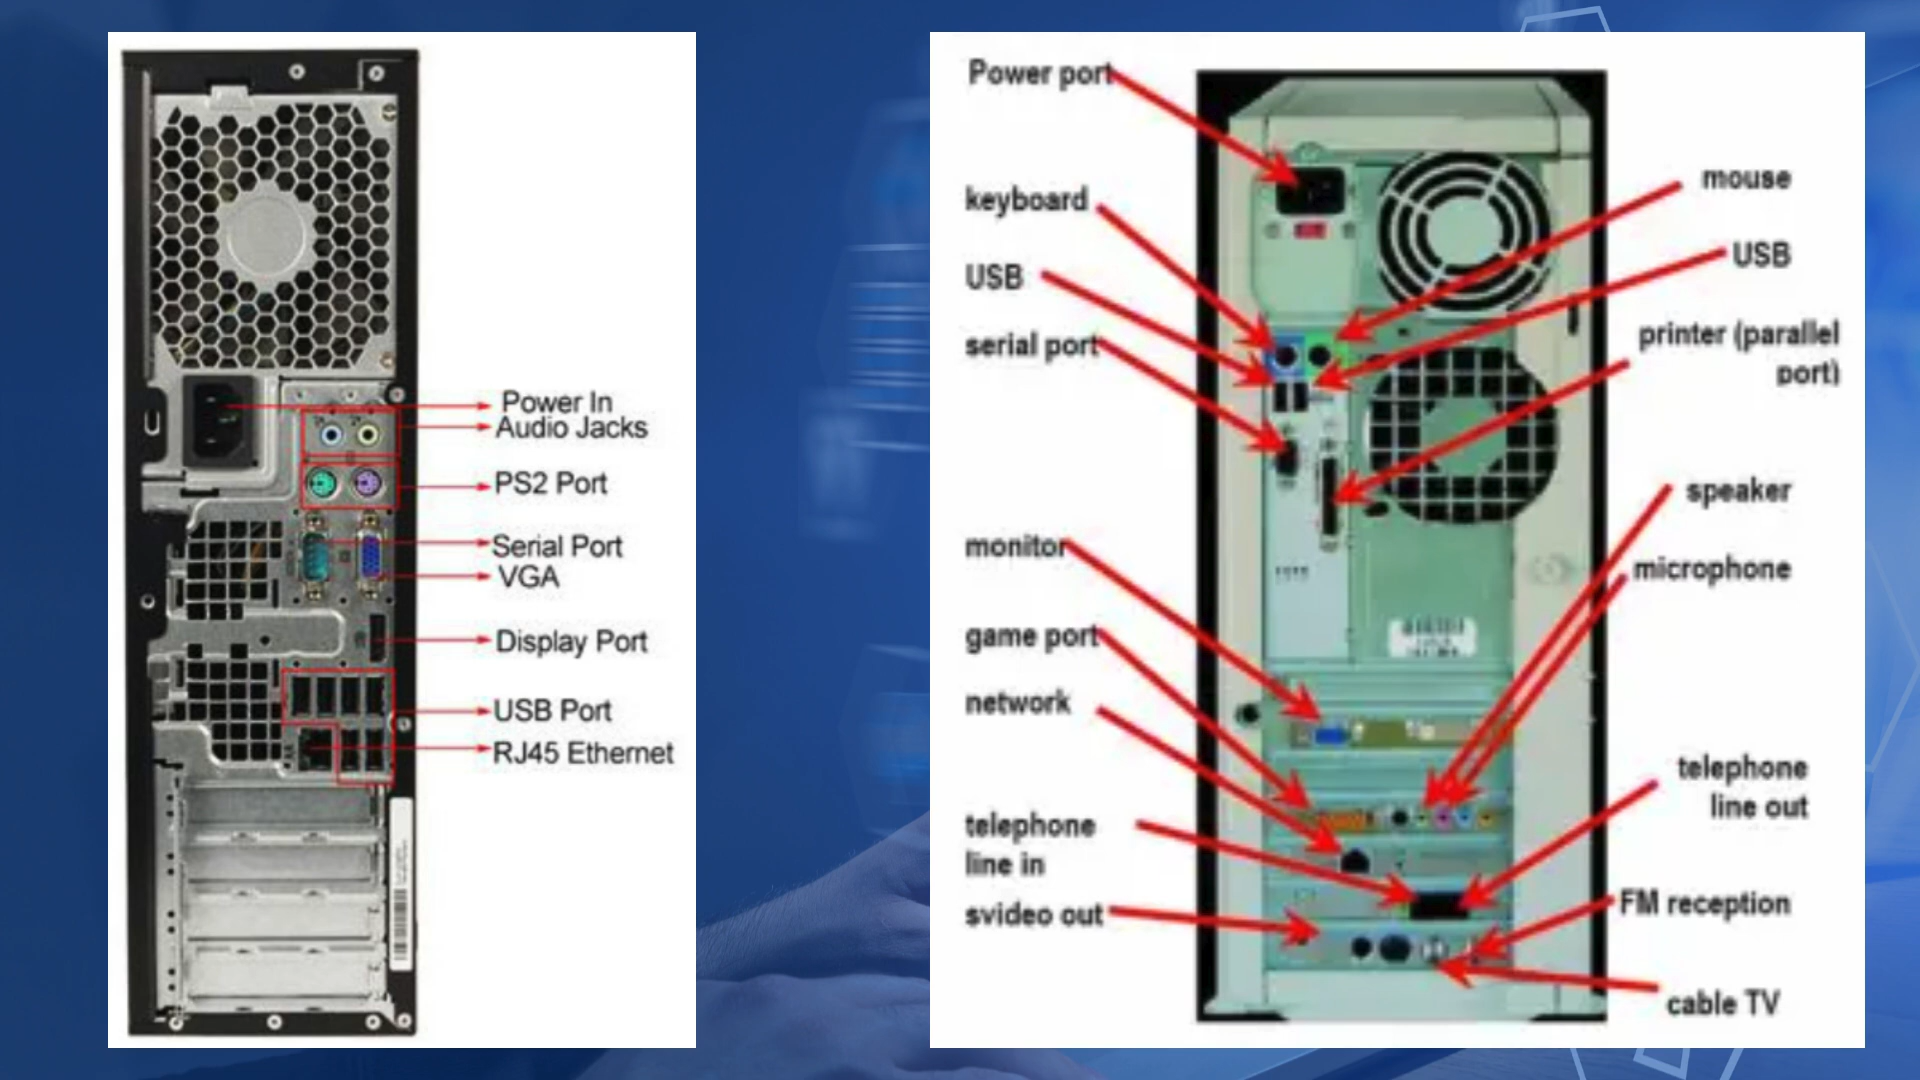 Power In
Audio Jacks
PS2 Port
Serial Port
VGA
Display Port
USB Port
RJ45 Ethernet
Power port
keyboard
USB
serial port
monitor
game port
network
telephone
line in
svideo out
mouse
USB
printer (parallel
port)
speaker
microphone
telephone
line out
FM reception
cable TV